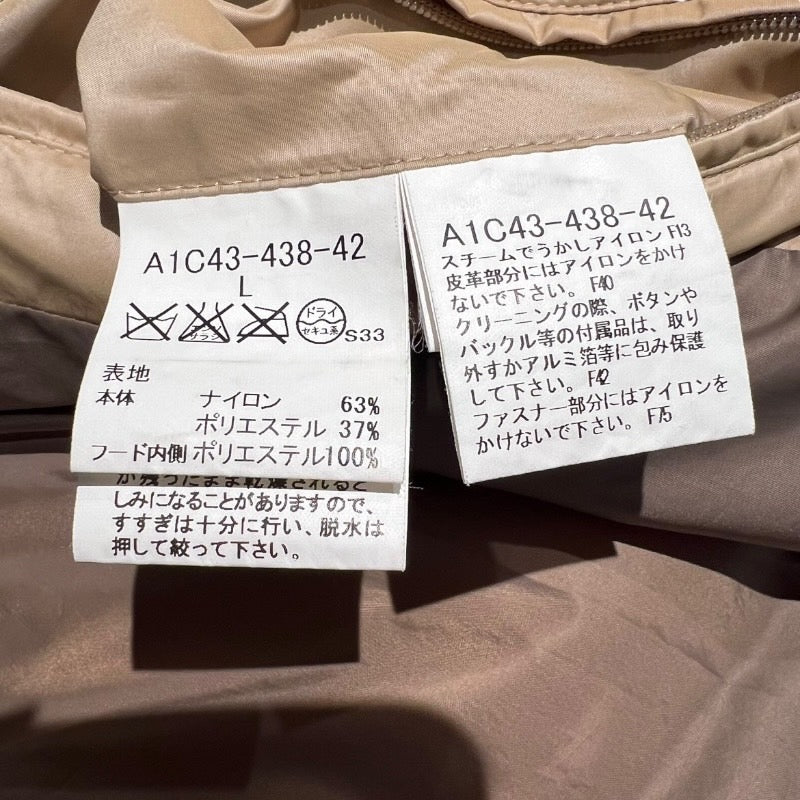 A1C43-438-42
L
ドライ
セキユ系
S33
表地
本体 ナイロン 63%
ポリエステル 37%
フード内側 ポリエステル100%
しみになることがありますので、
すすぎは十分に行い、脱水は
押して絞って下さい。
A1C43-438-42
スチームでうかしアイロン F13
皮革部分にはアイロンをかけ
ないで下さい。 F40
クリーニングの際、ボタンや
バックル等の付属品は、取り
外すかアルミ箔等に包み保護
して下さい。 F42
ファスナー部分にはアイロンを
かけないで下さい。 F75